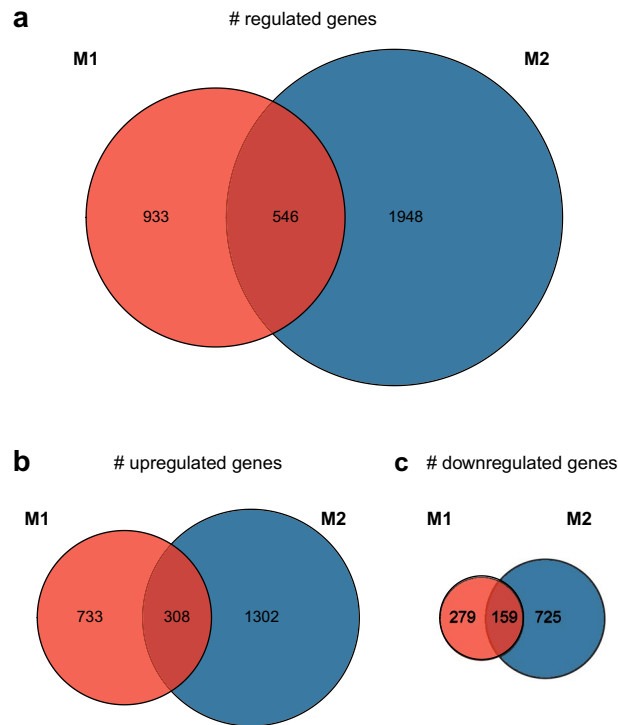 a
# regulated genes
M1
M2
933
546
1948
b
# upregulated genes
M1
M2
733
308
1302
c
# downregulated genes
M1
M2
279
159
725